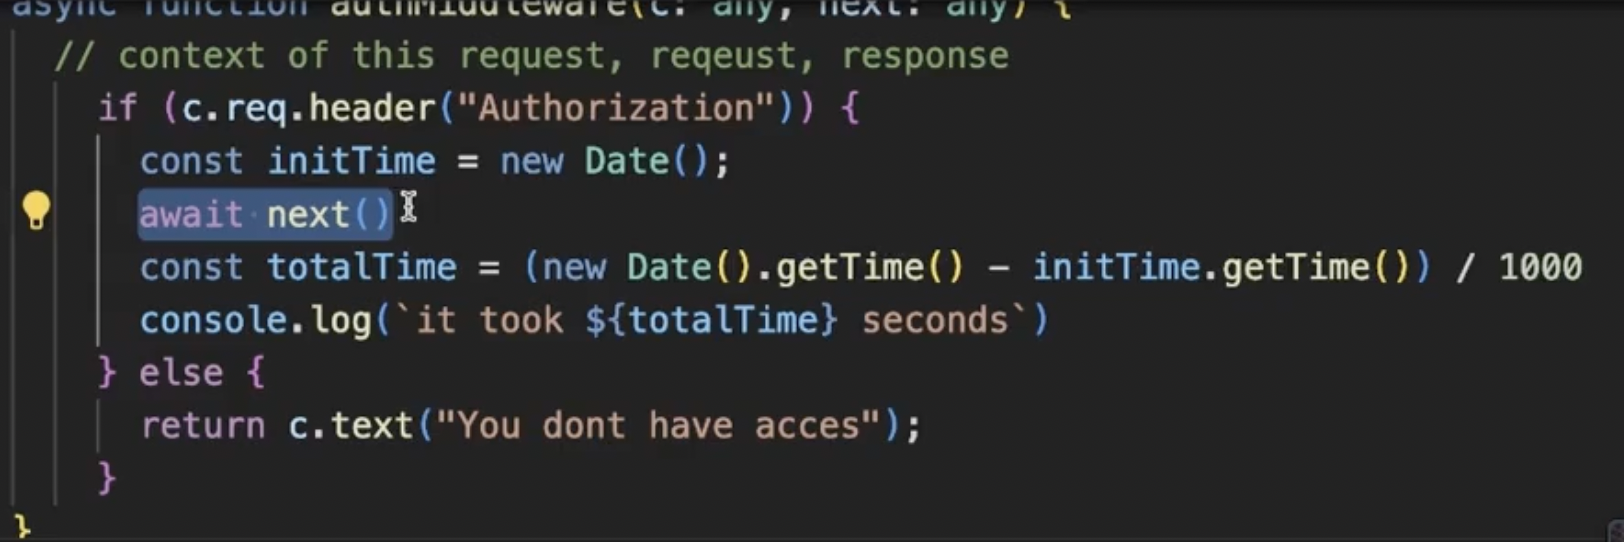 async function authMiddleware(c: any, next: any) {
// context of this request, reqeust, response
if (c.req.header("Authorization")) {
const initTime = new Date();
await next()
const totalTime = (new Date().getTime() - initTime.getTime()) / 1000
console.log(`it took ${totalTime} seconds`)
} else {
return c.text("You dont have acces");
}
}